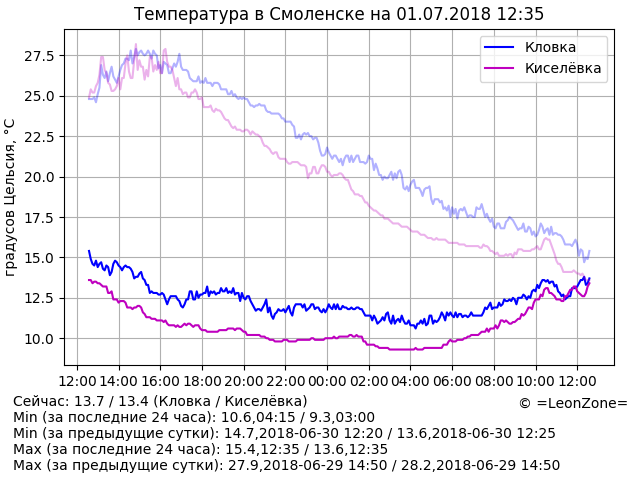 Температура в Смоленске на 01.07.2018 12:35
27.5
25.0
22.5
20.0
17.5
15.0
12.5
10.0
градусов Цельсия, °C
Кловка
Киселёвка
12:00 14:00 16:00 18:00 20:00 22:00 00:00 02:00 04:00 06:00 08:00 10:00 12:00
Сейчас: 13.7 / 13.4 (Кловка / Киселёвка)
© =LeonZone=
Min (за последние 24 часа): 10.6,04:15 / 9.3,03:00
Min (за предыдущие сутки): 14.7,2018-06-30 12:20 / 13.6,2018-06-30 12:25
Max (за последние 24 часа): 15.4,12:35 / 13.6,12:35
Max (за предыдущие сутки): 27.9,2018-06-29 14:50 / 28.2,2018-06-29 14:50